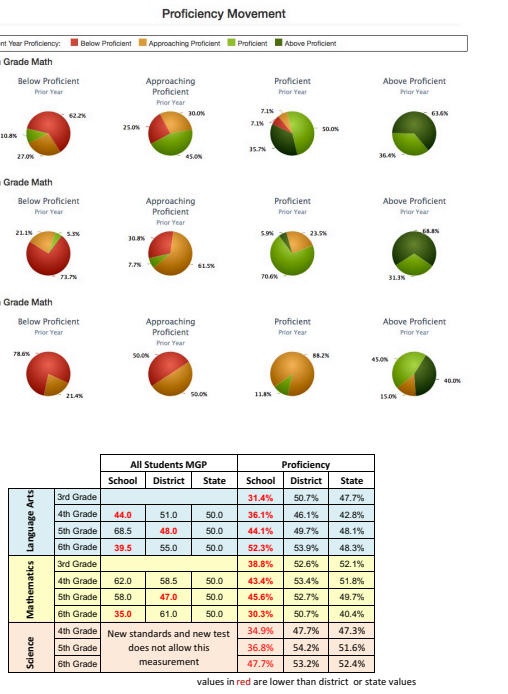 Proficiency Movement
nt Year Proficiency: Below Proficient Approaching Proficient Proficient Above Proficient
Grade Math
Below Proficient Approaching Proficient Proficient Above Proficient
Prior Year Prior Year Prior Year Prior Year
62.2% 10.8% 27.0%
30.0% 25.0% 45.0%
7.1% 7.1% 50.0% 35.7%
63.6% 36.4%
Grade Math
Below Proficient Approaching Proficient Proficient Above Proficient
Prior Year Prior Year Prior Year Prior Year
21.1% 5.3% 73.7%
30.8% 7.7% 61.5%
5.9% 23.5% 70.6%
68.8% 31.3%
Grade Math
Below Proficient Approaching Proficient Proficient Above Proficient
Prior Year Prior Year Prior Year Prior Year
78.6% 21.4%
50.0% 50.0%
88.2% 11.8%
45.0% 40.0% 15.0%
All Students MGP Proficiency
School District State School District State
Language Arts
3rd Grade 31.4% 50.7% 47.7%
4th Grade 44.0 51.0 50.0 36.1% 46.1% 42.8%
5th Grade 68.5 48.0 50.0 44.1% 49.7% 48.1%
6th Grade 39.5 55.0 50.0 52.3% 53.9% 48.3%
Mathematics
3rd Grade 38.8% 52.6% 52.1%
4th Grade 62.0 58.5 50.0 43.4% 53.4% 51.8%
5th Grade 58.0 47.0 50.0 45.6% 52.7% 49.7%
6th Grade 35.0 61.0 50.0 30.3% 50.7% 40.4%
Science
New standards and new test
does not allow this
measurement
4th Grade 34.9% 47.7% 47.3%
5th Grade 36.8% 54.2% 51.6%
6th Grade 47.7% 53.2% 52.4%
values in red are lower than district or state values